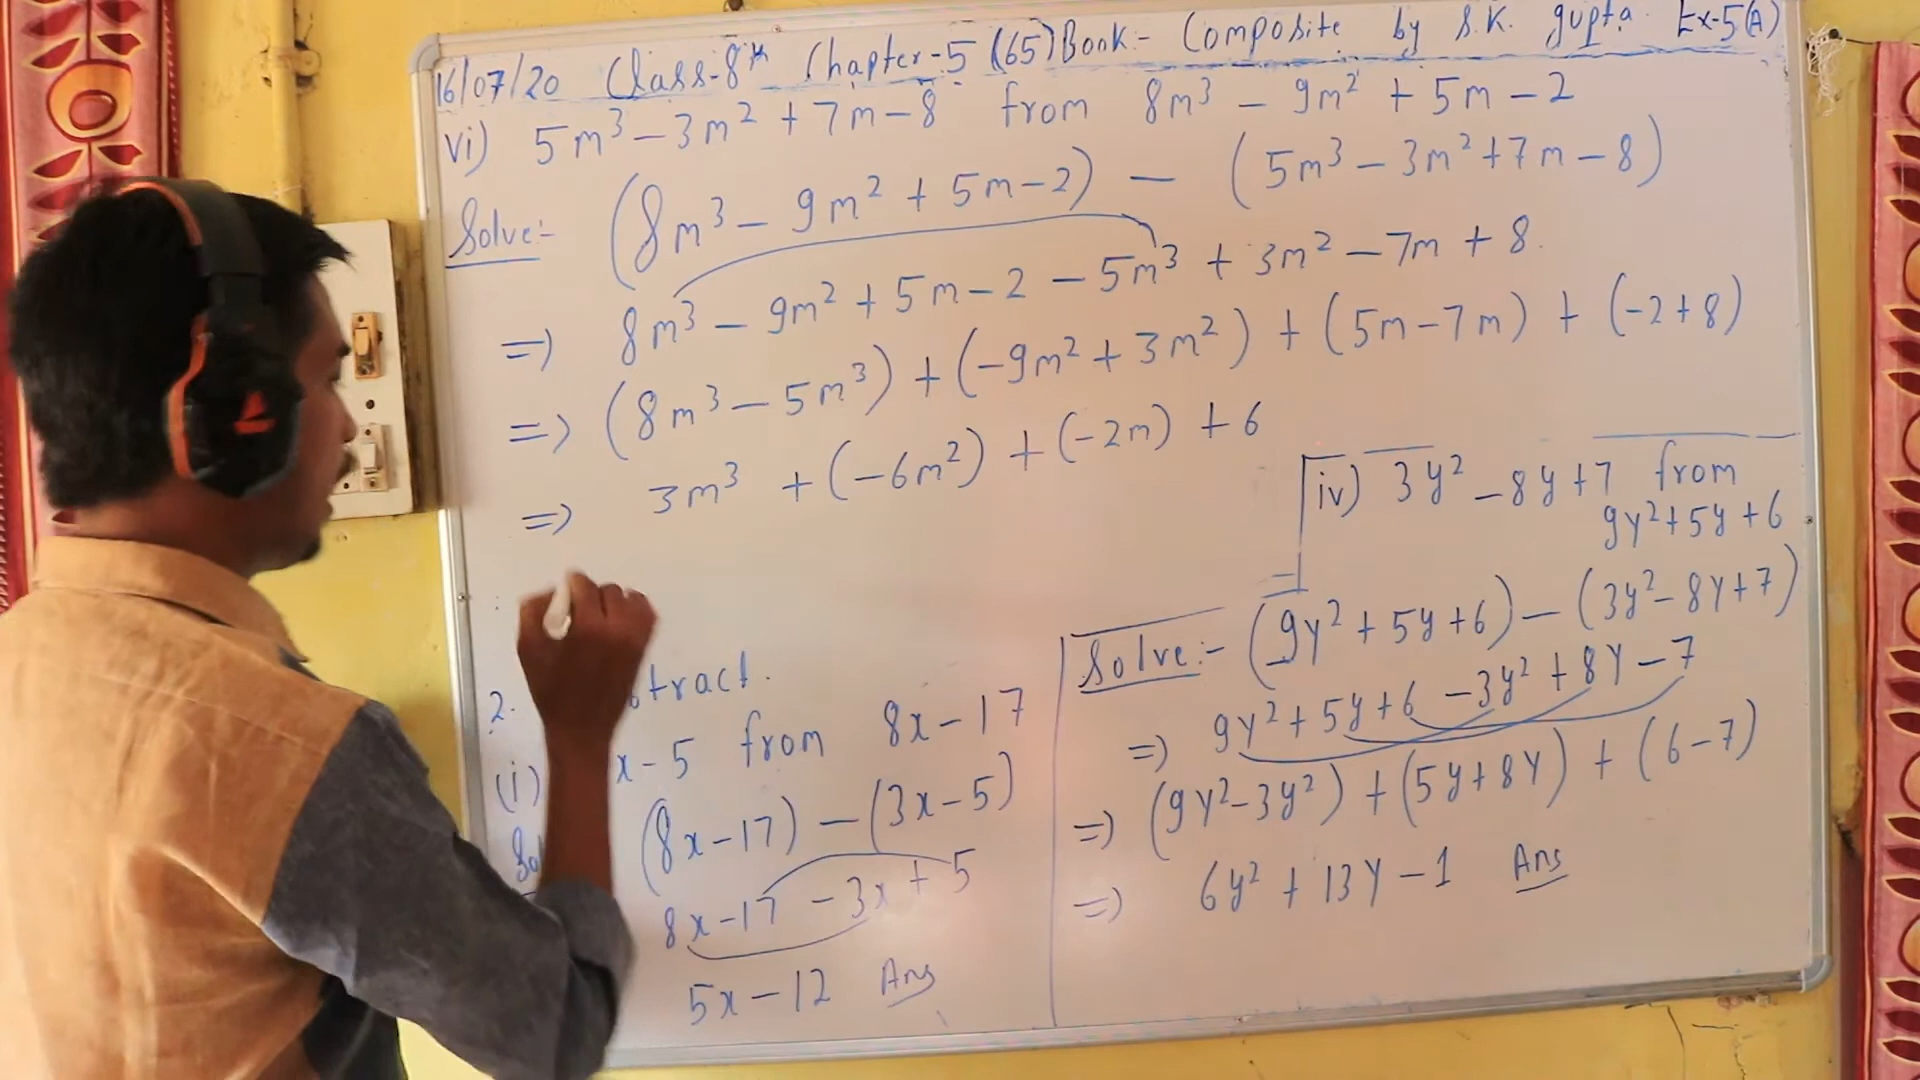 16/07/20 Class-8th Chapter-5 (65) Book:- Composite by S.K. gupta Ex-5(A)
vi) 5m³ - 3m² + 7m - 8 from 8m³ - 9m² + 5m - 2
Solve:- (8m³ - 9m² + 5m - 2) - (5m³ - 3m² + 7m - 8)
=> 8m³ - 9m² + 5m - 2 - 5m³ + 3m² - 7m + 8
=> (8m³ - 5m³) + (-9m² + 3m²) + (5m - 7m) + (-2 + 8)
=> 3m³ + (-6m²) + (-2m) + 6
2. tract.
(i) x - 5 from 8x - 17
(8x - 17) - (3x - 5)
8x - 17 - 3x + 5
5x - 12 Ans
iv) 3y² - 8y + 7 from
9y² + 5y + 6
Solve:- (9y² + 5y + 6) - (3y² - 8y + 7)
=> 9y² + 5y + 6 - 3y² + 8y - 7
=> (9y² - 3y²) + (5y + 8y) + (6 - 7)
=> 6y² + 13y - 1 Ans